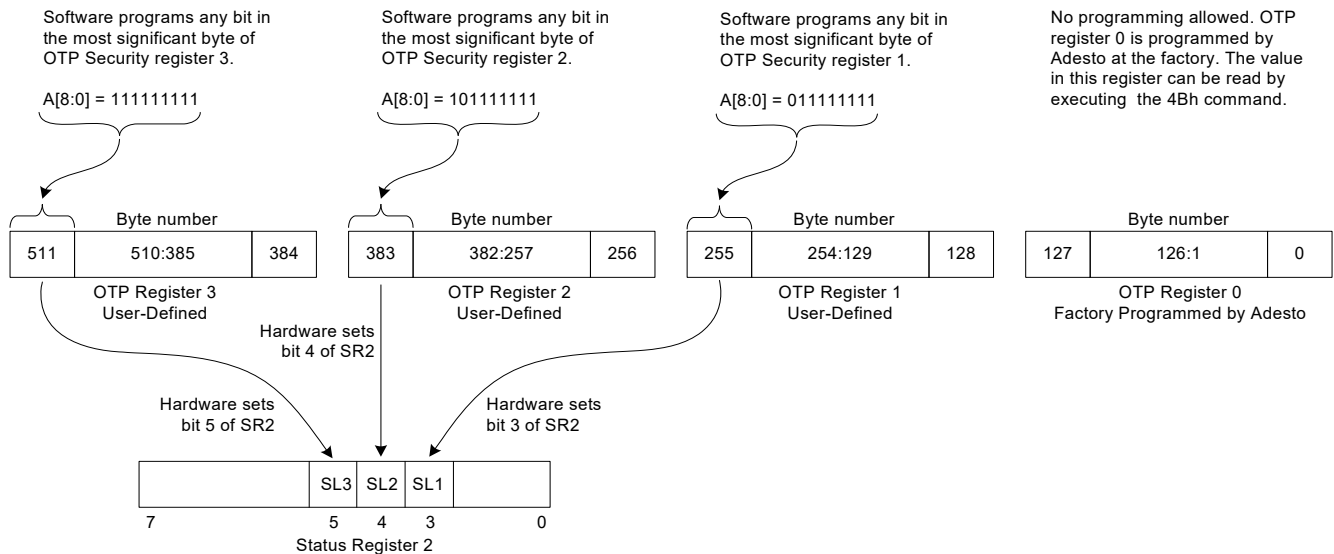 Software programs any bit in
the most significant byte of
OTP Security register 3.
A[8:0] = 111111111
Software programs any bit in
the most significant byte of
OTP Security register 2.
A[8:0] = 101111111
Software programs any bit in
the most significant byte of
OTP Security register 1.
A[8:0] = 011111111
No programming allowed. OTP
register 0 is programmed by
Adesto at the factory. The value
in this register can be read by
executing the 4Bh command.
Byte number
511 510:385 384
OTP Register 3
User-Defined
Byte number
383 382:257 256
OTP Register 2
User-Defined
Byte number
255 254:129 128
OTP Register 1
User-Defined
Byte number
127 126:1 0
OTP Register 0
Factory Programmed by Adesto
Hardware sets
bit 4 of SR2
Hardware sets
bit 5 of SR2
Hardware sets
bit 3 of SR2
SL3 SL2 SL1
7 5 4 3 0
Status Register 2